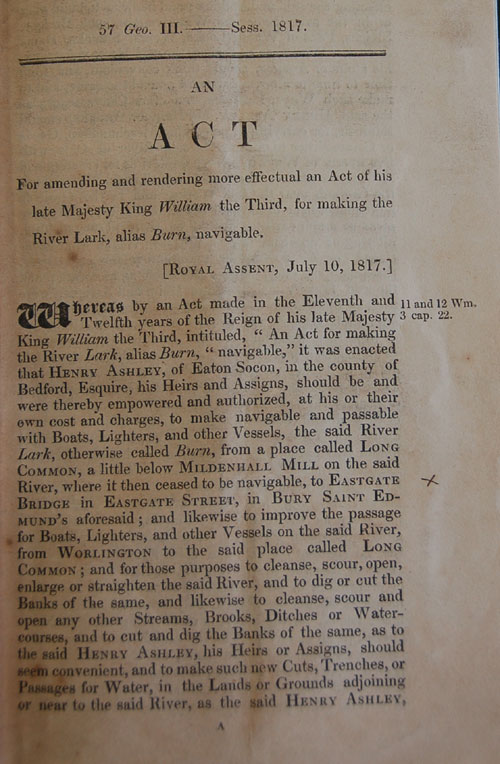 57 Geo. III.——Sess. 1817.
AN
ACT
For amending and rendering more effectual an Act of his
late Majesty King William the Third, for making the
River Lark, alias Burn, navigable.
[ROYAL ASSENT, July 10, 1817.]
Whereas by an Act made in the Eleventh and
Twelfth years of the Reign of his late Majesty
11 and 12 Wm.
3 cap. 22.
King William the Third, intituled, “ An Act for making
the River Lark, alias Burn, “ navigable,” it was enacted
that HENRY ASHLEY, of Eaton Socon, in the county of
Bedford, Esquire, his Heirs and Assigns, should be and
were thereby empowered and authorized, at his or their
own cost and charges, to make navigable and passable
with Boats, Lighters, and other Vessels, the said River
Lark, otherwise called Burn, from a place called LONG
COMMON, a little below MILDENHALL MILL on the said
River, where it then ceased to be navigable, to EASTGATE
BRIDGE in EASTGATE STREET, in BURY SAINT ED-
MUND'S aforesaid ; and likewise to improve the passage
for Boats, Lighters, and other Vessels on the said River,
from WORLINGTON to the said place called LONG
COMMON ; and for those purposes to cleanse, scour, open,
enlarge or straighten the said River, and to dig or cut the
Banks of the same, and likewise to cleanse, scour and
open any other Streams, Brooks, Ditches or Water-
courses, and to cut and dig the Banks of the same, as to
the said HENRY ASHLEY, his Heirs or Assigns, should
seem convenient, and to make such new Cuts, Trenches, or
Passages for Water, in the Lands or Grounds adjoining
or near to the said River, as the said HENRY ASHLEY,
A